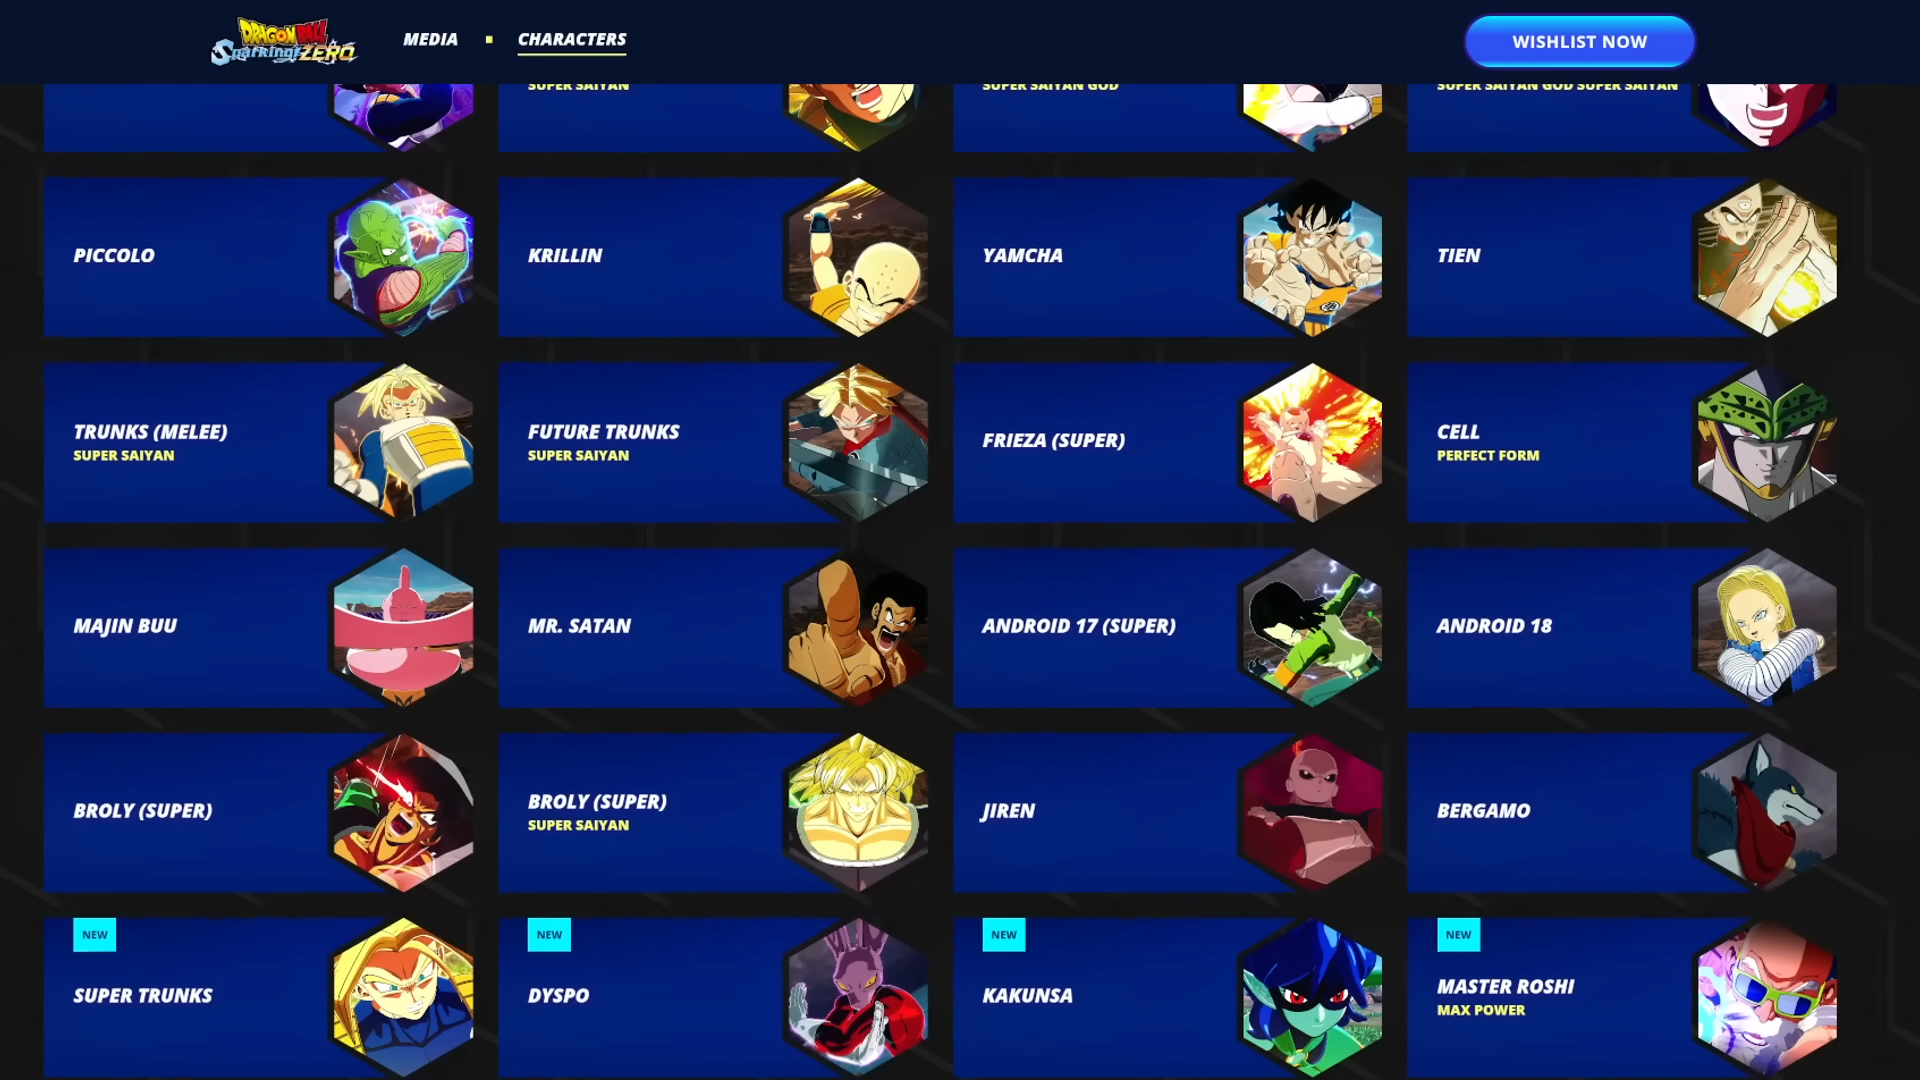 DRAGON BALL
Sparking! ZERO
MEDIA
CHARACTERS
WISHLIST NOW
SUPER SAIYAN
SUPER SAIYAN GOD
SUPER SAIYAN GOD SUPER SAIYAN
PICCOLO
KRILLIN
YAMCHA
TIEN
TRUNKS (MELEE)
SUPER SAIYAN
FUTURE TRUNKS
SUPER SAIYAN
FRIEZA (SUPER)
CELL
PERFECT FORM
MAJIN BUU
MR. SATAN
ANDROID 17 (SUPER)
ANDROID 18
BROLY (SUPER)
BROLY (SUPER)
SUPER SAIYAN
JIREN
BERGAMO
NEW
SUPER TRUNKS
NEW
DYSPO
NEW
KAKUNSA
NEW
MASTER ROSHI
MAX POWER